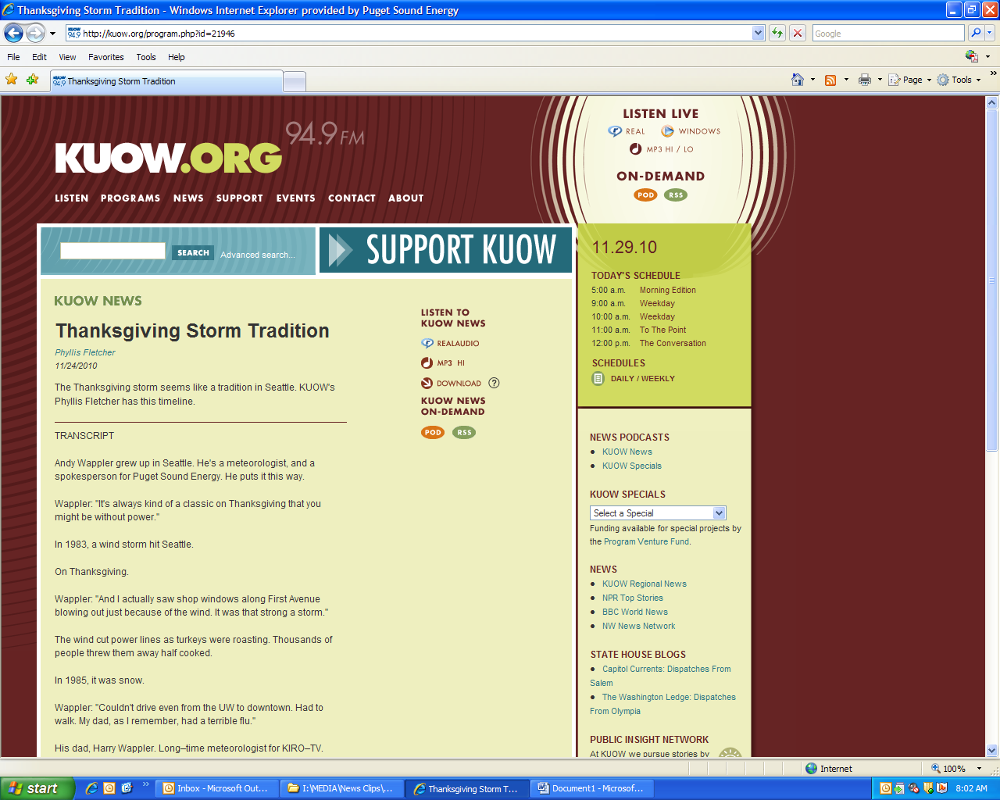 Thanksgiving Storm Tradition - Windows Internet Explorer provided by Puget Sound Energy
http://kuow.org/program.php?id=21946
Google
File Edit View Favorites Tools Help
Thanksgiving Storm Tradition
Page Tools
94.9 FM
KUOW.ORG
LISTEN PROGRAMS NEWS SUPPORT EVENTS CONTACT ABOUT
LISTEN LIVE
REAL WINDOWS
MP3 HI / LO
ON-DEMAND
POD RSS
SEARCH Advanced search...
SUPPORT KUOW
KUOW NEWS
Thanksgiving Storm Tradition
Phyllis Fletcher
11/24/2010
The Thanksgiving storm seems like a tradition in Seattle. KUOW's
Phyllis Fletcher has this timeline.
TRANSCRIPT
Andy Wappler grew up in Seattle. He's a meteorologist, and a
spokesperson for Puget Sound Energy. He puts it this way.
Wappler: "It's always kind of a classic on Thanksgiving that you
might be without power."
In 1983, a wind storm hit Seattle.
On Thanksgiving.
Wappler: "And I actually saw shop windows along First Avenue
blowing out just because of the wind. It was that strong a storm."
The wind cut power lines as turkeys were roasting. Thousands of
people threw them away half cooked.
In 1985, it was snow.
Wappler: "Couldn't drive even from the UW to downtown. Had to
walk. My dad, as I remember, had a terrible flu."
His dad, Harry Wappler. Long–time meteorologist for KIRO–TV.
LISTEN TO
KUOW NEWS
REALAUDIO
MP3 HI
DOWNLOAD ?
KUOW NEWS
ON-DEMAND
POD RSS
11.29.10
TODAY'S SCHEDULE
5:00 a.m. Morning Edition
9:00 a.m. Weekday
10:00 a.m. Weekday
11:00 a.m. To The Point
12:00 p.m. The Conversation
SCHEDULES
DAILY / WEEKLY
NEWS PODCASTS
• KUOW News
• KUOW Specials
KUOW SPECIALS
Select a Special
Funding available for special projects by
the Program Venture Fund.
NEWS
• KUOW Regional News
• NPR Top Stories
• BBC World News
• NW News Network
STATE HOUSE BLOGS
• Capitol Currents: Dispatches From
Salem
• The Washington Ledge: Dispatches
From Olympia
PUBLIC INSIGHT NETWORK
At KUOW we pursue stories by
Internet 100%
start
Inbox - Microsoft Out...
I:\MEDIA\News Clips\...
Thanksgiving Storm T...
Document1 - Microsof...
8:02 AM